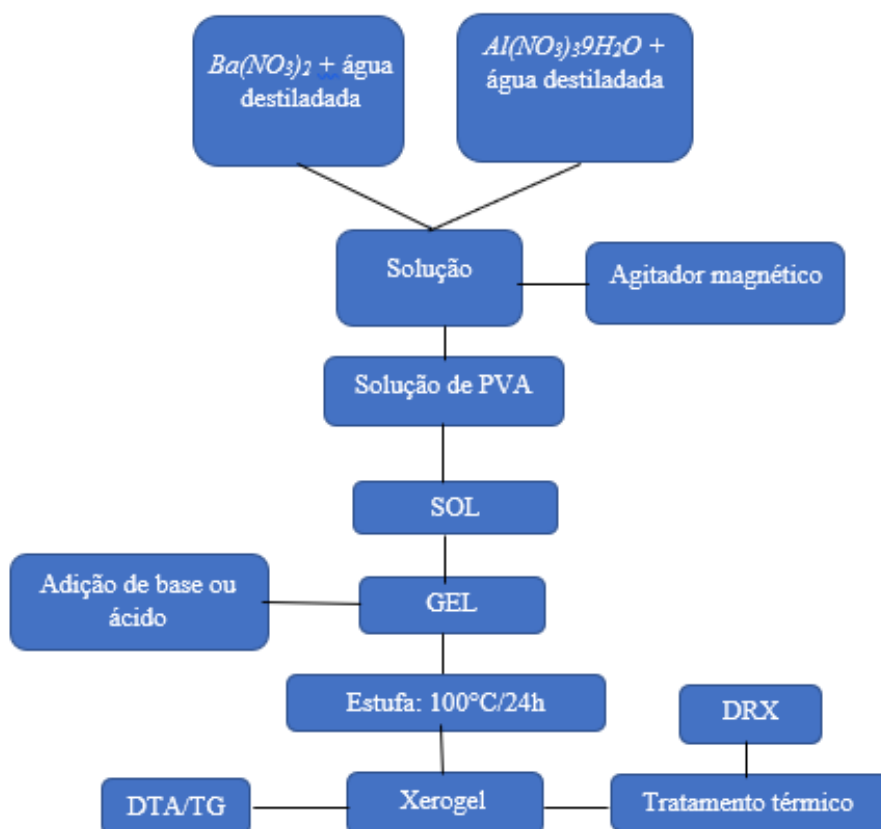 Ba(NO3)2 + água
destiladada
Al(NO3)39H2O +
água destiladada
Solução
Agitador magnético
Solução de PVA
SOL
Adição de base ou
ácido
GEL
Estufa: 100°C/24h
DRX
DTA/TG
Xerogel
Tratamento térmico